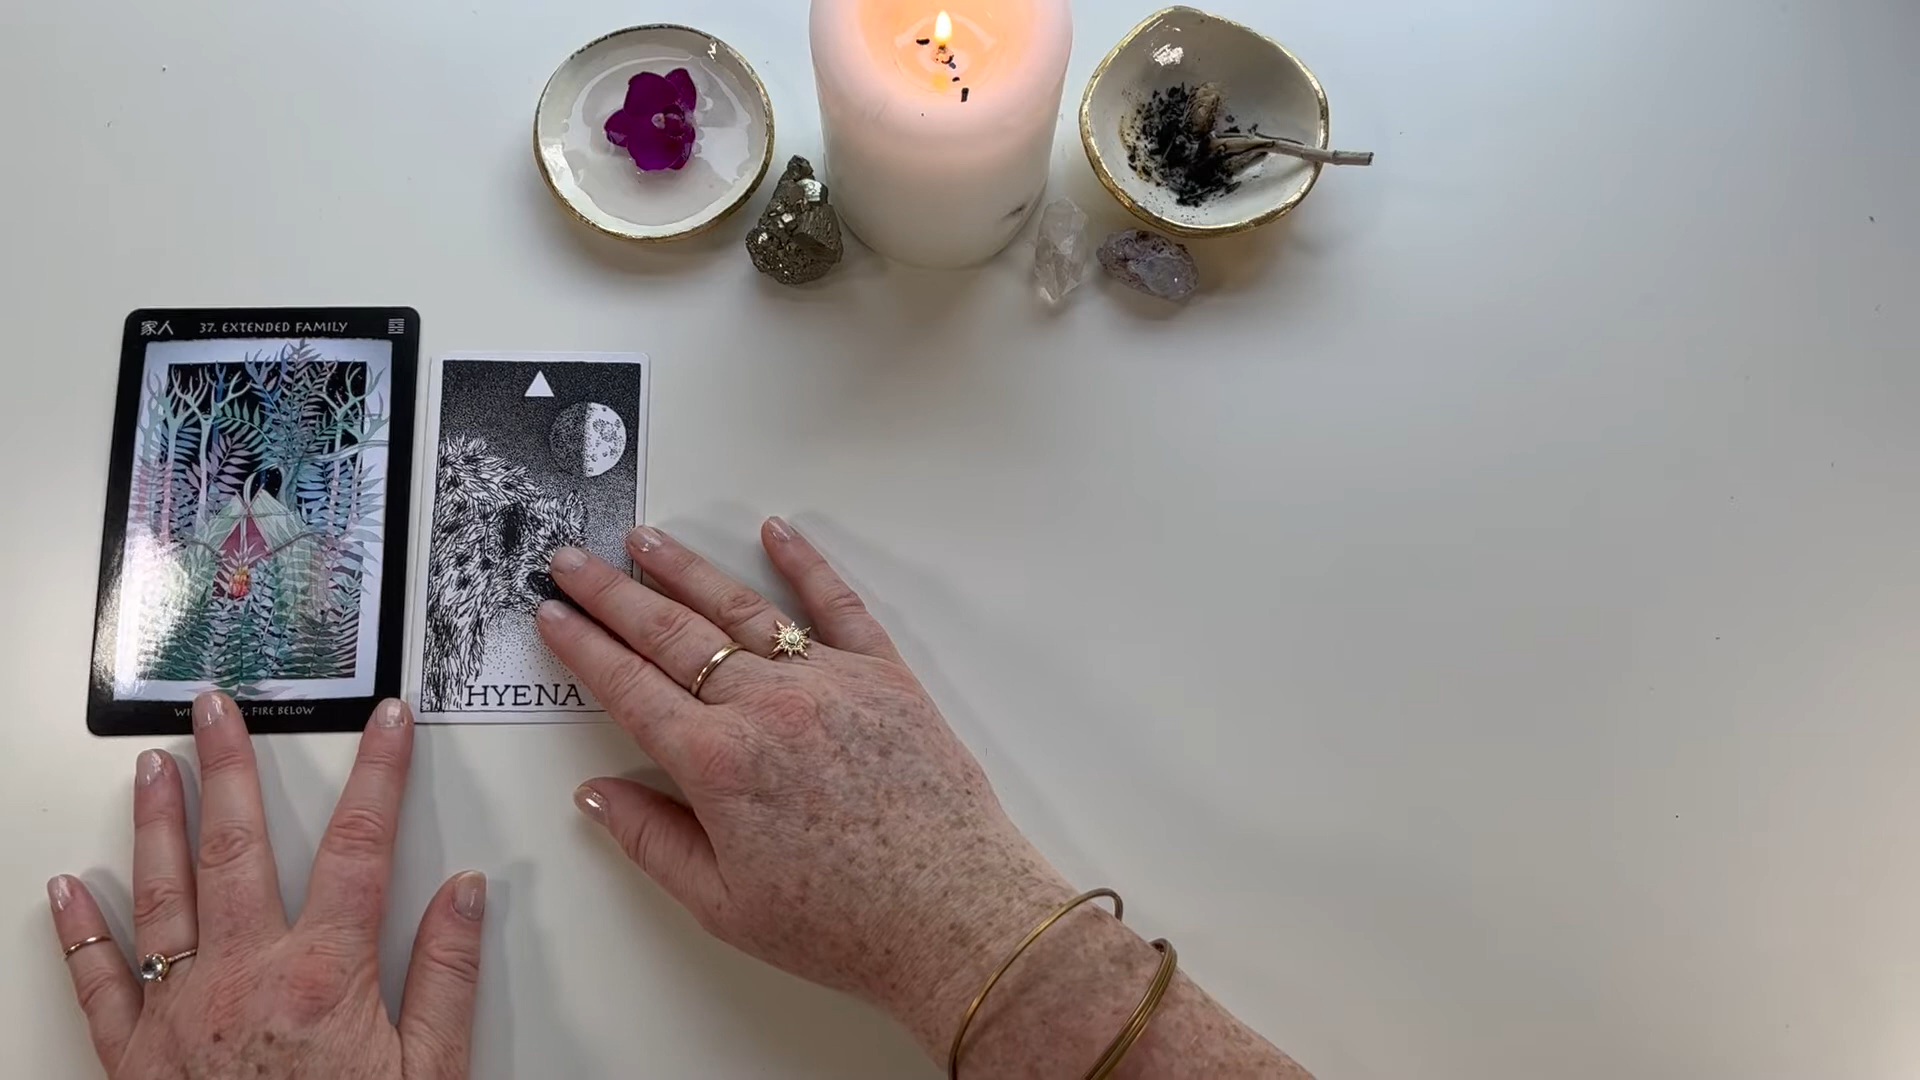 家人 37. EXTENDED FAMILY
FIRE BELOW
HYENA